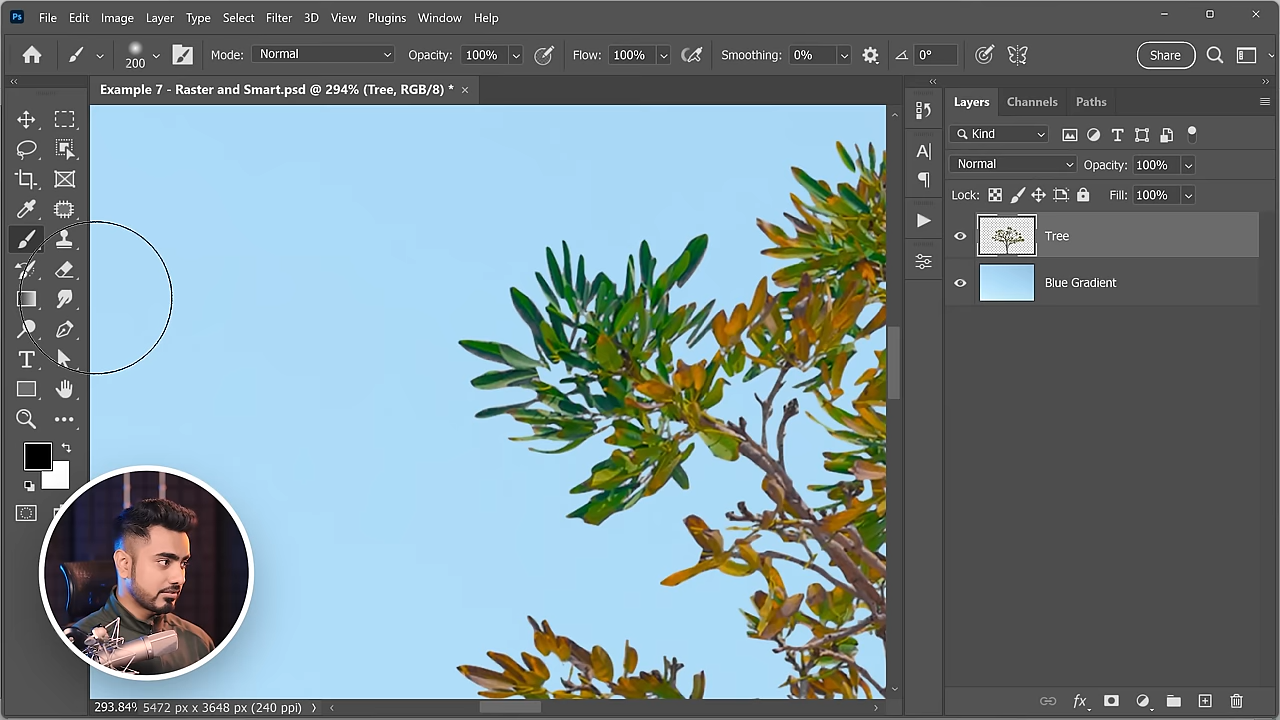 Ps File Edit Image Layer Type Select Filter 3D View Plugins Window Help
200 Mode: Normal Opacity: 100% Flow: 100% Smoothing: 0% 0° Share
Example 7 - Raster and Smart.psd @ 294% (Tree, RGB/8) *
Layers Channels Paths
Kind
Normal Opacity: 100%
Lock: Fill: 100%
Tree
Blue Gradient
293.84% 5472 px x 3648 px (240 ppi)